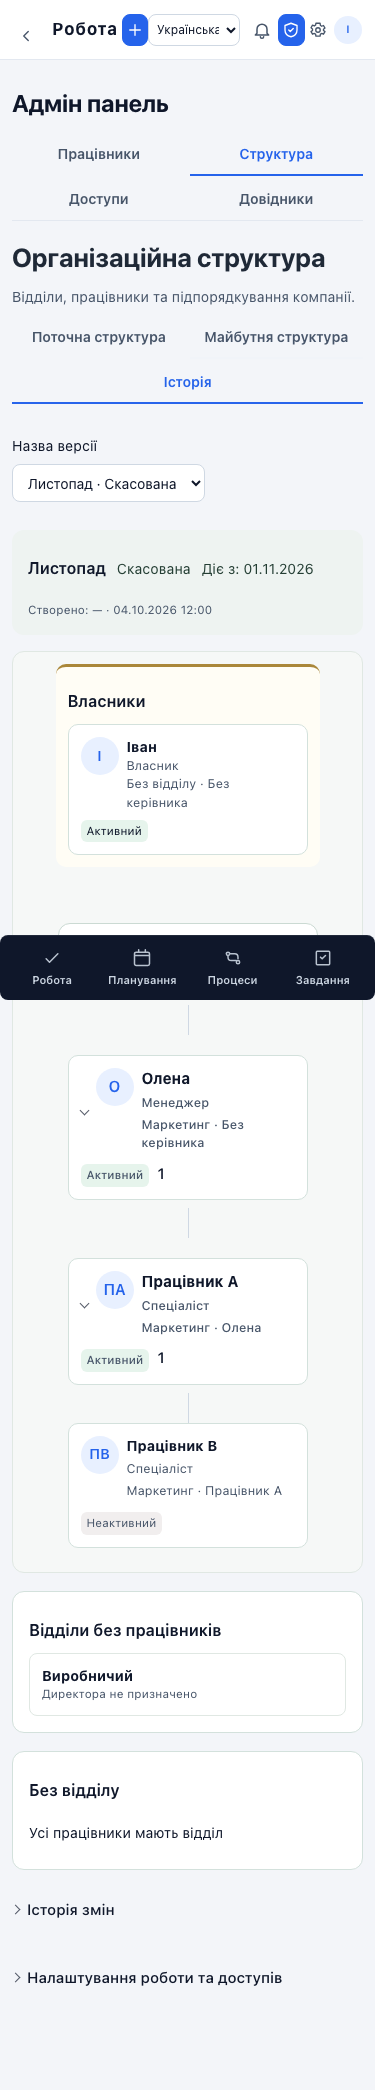 Робота
Українська
І
Адмін панель
Працівники
Структура
Доступи
Довідники
Організаційна структура
Відділи, працівники та підпорядкування компанії.
Поточна структура
Майбутня структура
Історія
Назва версії
Листопад · Скасована
Листопад Скасована Діє з: 01.11.2026
Створено: — · 04.10.2026 12:00
Власники
І
Іван
Власник
Без відділу · Без
керівника
Активний
Робота
Планування
Процеси
Завдання
О
Олена
Менеджер
Маркетинг · Без
керівника
Активний 1
ПА
Працівник А
Спеціаліст
Маркетинг · Олена
Активний 1
ПВ
Працівник В
Спеціаліст
Маркетинг · Працівник А
Неактивний
Відділи без працівників
Виробничий
Директора не призначено
Без відділу
Усі працівники мають відділ
Історія змін
Налаштування роботи та доступів